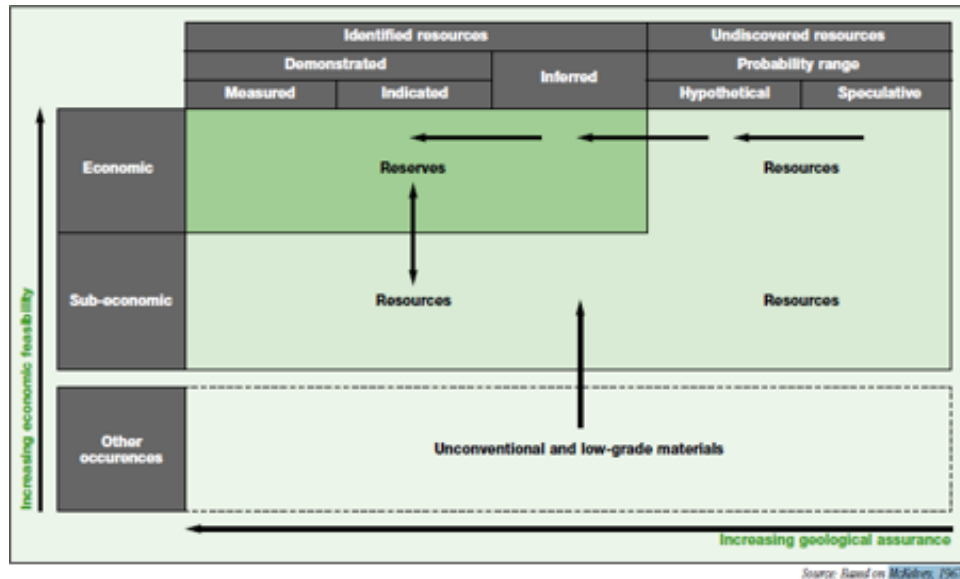 Identified resources
Undiscovered resources
Demonstrated
Inferred
Probability range
Measured
Indicated
Hypothetical
Speculative
Economic
Reserves
Resources
Sub-economic
Resources
Resources
Other
occurences
Unconventional and low-grade materials
Increasing economic feasibility
Increasing geological assurance
Source: Based on McKelvey,